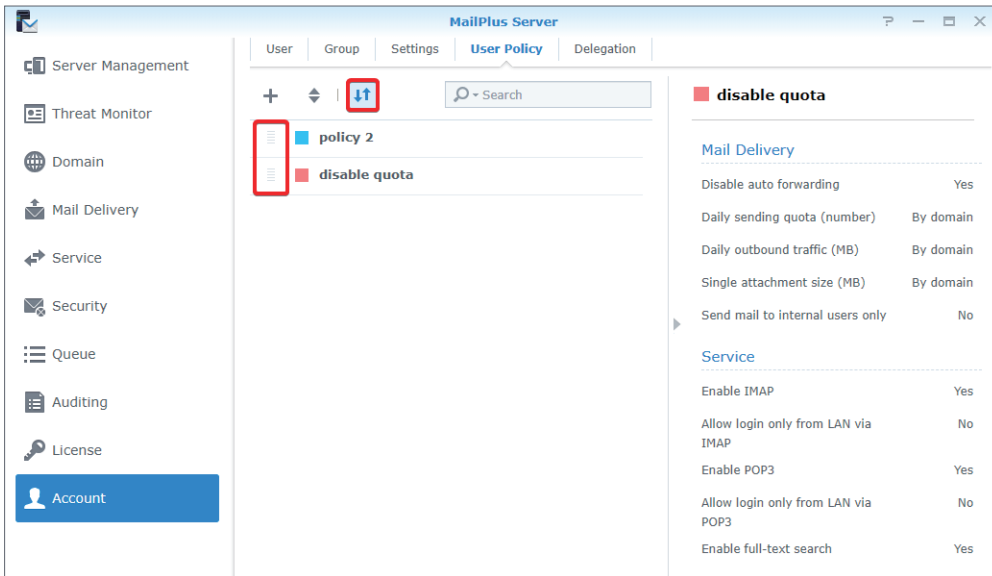 MailPlus Server
Server Management
Threat Monitor
Domain
Mail Delivery
Service
Security
Queue
Auditing
License
Account
User Group Settings User Policy Delegation
Search
policy 2
disable quota
disable quota
Mail Delivery
Disable auto forwarding Yes
Daily sending quota (number) By domain
Daily outbound traffic (MB) By domain
Single attachment size (MB) By domain
Send mail to internal users only No
Service
Enable IMAP Yes
Allow login only from LAN via No
IMAP
Enable POP3 Yes
Allow login only from LAN via No
POP3
Enable full-text search Yes